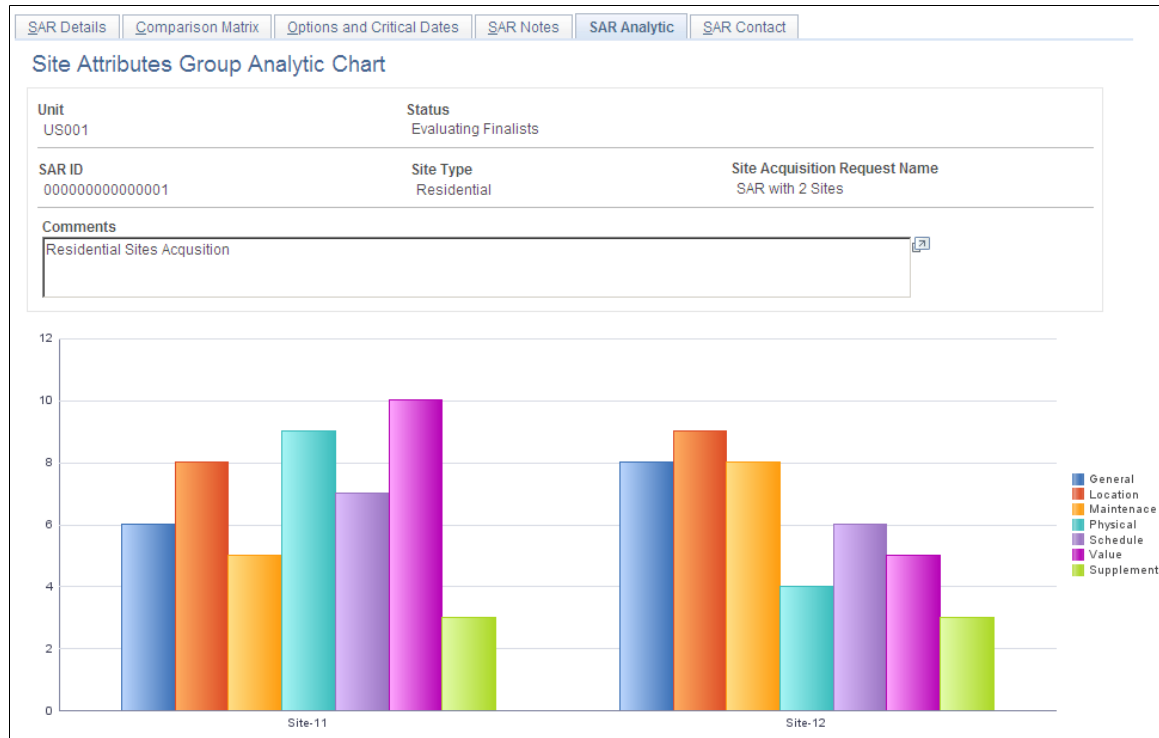 SAR Details Comparison Matrix Options and Critical Dates SAR Notes SAR Analytic SAR Contact
Site Attributes Group Analytic Chart
Unit Status
US001 Evaluating Finalists
SAR ID Site Type Site Acquisition Request Name
000000000000001 Residential SAR with 2 Sites
Comments
Residential Sites Acqusition
12
10
8
6
4
2
0
Site-11 Site-12
General
Location
Maintenace
Physical
Schedule
Value
Supplement